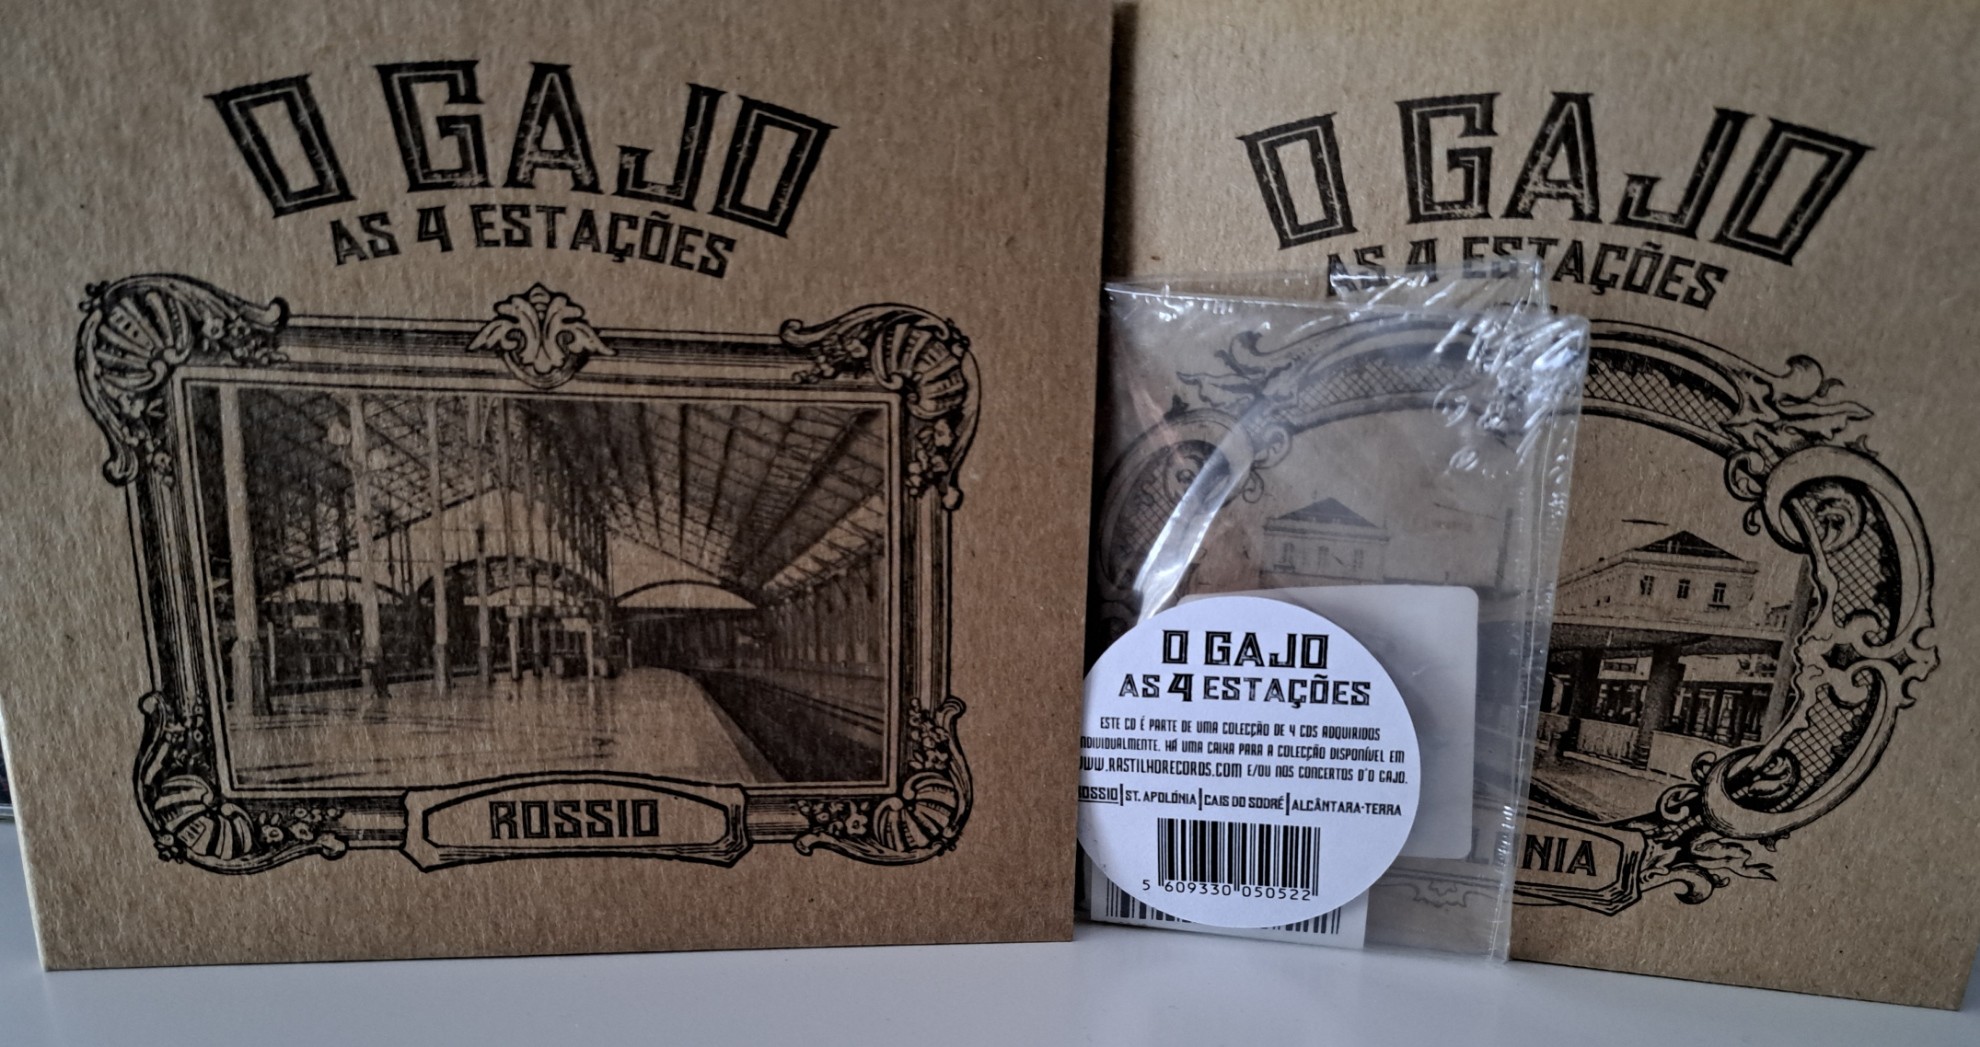 O GAJO
AS 4 ESTAÇÕES
ROSSIO
O GAJO
AS 4 ESTAÇÕES
NIA
O GAJO
AS 4 ESTAÇÕES
ESTE CD É PARTE DE UMA COLECÇÃO DE 4 CDS ADQUIRIDOS
NDIVIDUALMENTE. HÁ UMA CAIXA PARA A COLECÇÃO DISPONÍVEL EM
WWW.RASTILHORECORDS.COM E/OU NOS CONCERTOS D'O GAJO.
OSSIO|ST. APOLÓNIA|CAIS DO SODRÉ|ALCÂNTARA-TERRA
5 609330 050522